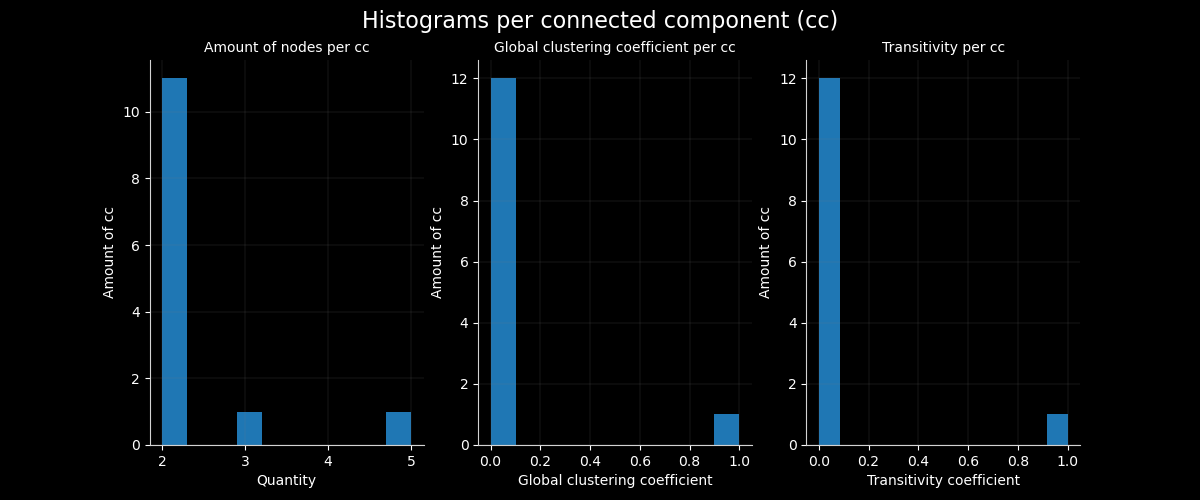 Histograms per connected component (cc)
Amount of nodes per cc
Amount of cc
10
8
6
4
2
0
2 3 4 5
Quantity
Global clustering coefficient per cc
Amount of cc
12
10
8
6
4
2
0
0.0 0.2 0.4 0.6 0.8 1.0
Global clustering coefficient
Transitivity per cc
Amount of cc
12
10
8
6
4
2
0
0.0 0.2 0.4 0.6 0.8 1.0
Transitivity coefficient